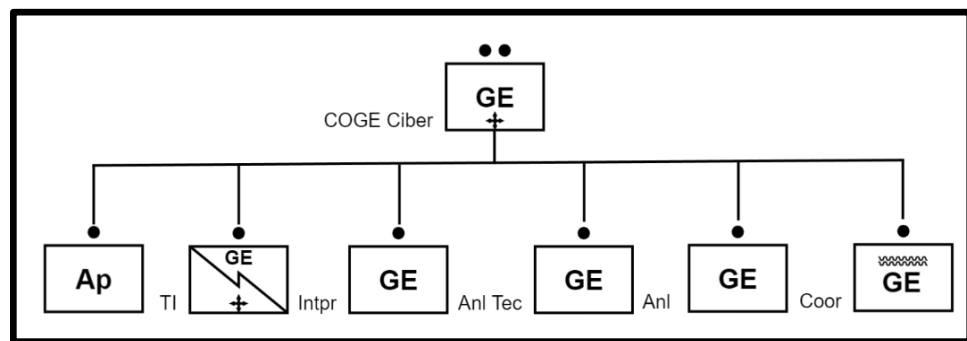 GE
COGE Ciber
Ap
TI
GE
Intpr
GE
Anl Tec
GE
Anl
GE
Coor
GE